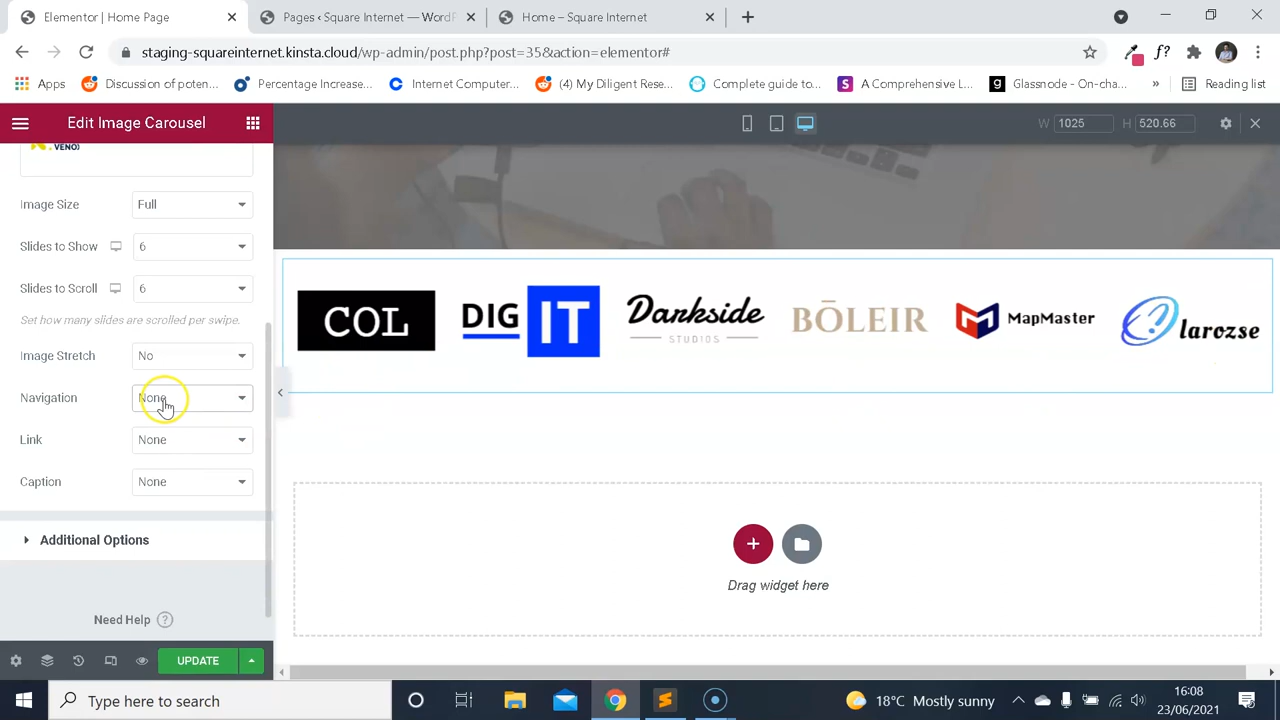 Elementor | Home Page
Pages ‹ Square Internet — WordP
Home – Square Internet
staging-squareinternet.kinsta.cloud/wp-admin/post.php?post=35&action=elementor#
f?
Apps
Discussion of poten...
Percentage Increase...
Internet Computer...
(4) My Diligent Rese...
Complete guide to...
A Complete Introd...
Glassnode - On-cha...
»
Reading list
Edit Image Carousel
W 1025 H 520.66
VENO)
Image Size Full
Slides to Show 6
Slides to Scroll 6
Set how many slides are scrolled per swipe.
Image Stretch No
Navigation None
Link None
Caption None
Additional Options
Need Help ?
UPDATE
COL
DIG IT
Darkside
STUDIOS
BŌLEIR
MapMaster
larozse
Drag widget here
Type here to search
18°C Mostly sunny
16:08
23/06/2021